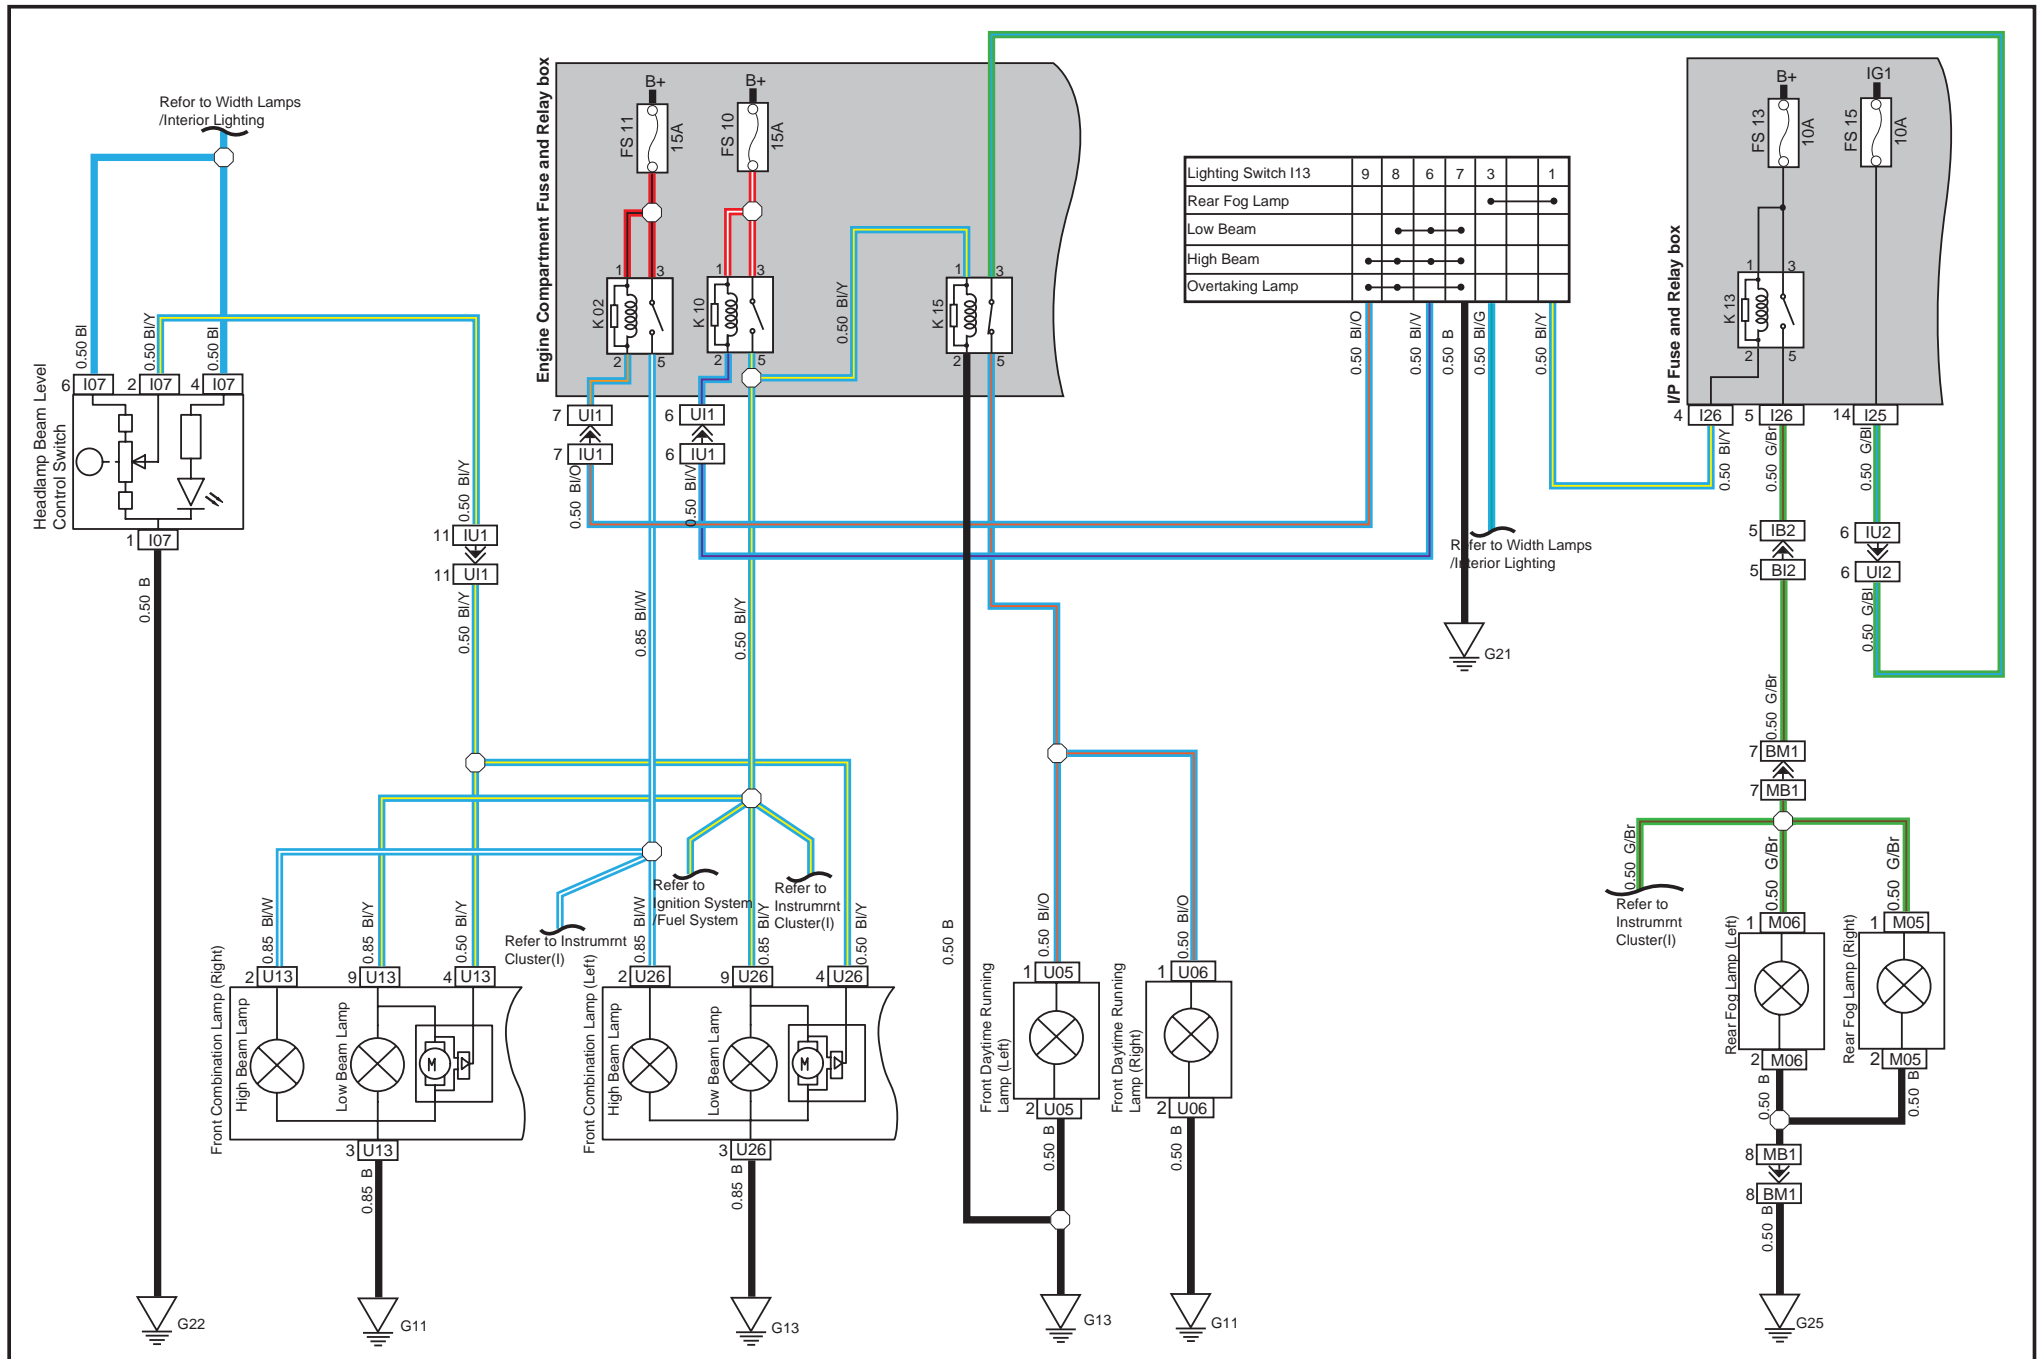 Refor to Width Lamps
/Interior Lighting
Engine Compartment Fuse and Relay box
B+
FS 11
15A
B+
FS 10
15A
1
3
K 02
2
5
1
3
K 10
2
5
0.50 Bl/Y
1
3
K 15
2
5
7 UI1
7 IU1
6 UI1
6 IU1
0.50 Bl/O
0.50 Bl/V
Lighting Switch I13 9 8 6 7 3 1
Rear Fog Lamp
Low Beam
High Beam
Overtaking Lamp
0.50 Bl/O
0.50 Bl/V
0.50 B
0.50 Bl/G
0.50 Bl/Y
Refer to Width Lamps
/Interior Lighting
G21
I/P Fuse and Relay box
B+
FS 13
10A
IG1
FS 15
10A
1
3
K 13
2
5
4 I26
5 I26
14 I25
0.50 Bl/Y
0.50 G/Br
0.50 G/Bl
5 IB2
5 BI2
6 IU2
6 UI2
0.50 G/Bl
0.50 G/Br
7 BM1
7 MB1
0.50 G/Br
0.50 G/Br
0.50 G/Br
Refer to
Instrumrnt
Cluster(I)
0.50 Bl
0.50 Bl/Y
0.50 Bl
6 I07
2 I07
4 I07
Headlamp Beam Level
Control Switch
1 I07
0.50 B
0.50 Bl/Y
11 IU1
11 UI1
0.50 Bl/Y
0.85 Bl/W
0.50 Bl/Y
Refer to
Ignition System
/Fuel System
Refer to
Instrumrnt
Cluster(I)
Refer to Instrumrnt
Cluster(I)
0.85 Bl/W
0.85 Bl/Y
0.50 Bl/Y
0.85 Bl/W
0.85 Bl/Y
0.50 Bl/Y
0.50 B
0.50 Bl/O
0.50 Bl/O
2 U13
9 U13
4 U13
Front Combination Lamp (Right)
High Beam Lamp
Low Beam Lamp
M
3 U13
0.85 B
2 U26
9 U26
4 U26
Front Combination Lamp (Left)
High Beam Lamp
Low Beam Lamp
M
3 U26
0.85 B
1 U05
Front Daytime Running
Lamp (Left)
2 U05
0.50 B
1 U06
Front Daytime Running
Lamp (Right)
2 U06
0.50 B
1 M06
Rear Fog Lamp (Left)
2 M06
0.50 B
1 M05
Rear Fog Lamp (Right)
2 M05
0.50 B
8 MB1
8 BM1
0.50 B
G22
G11
G13
G13
G11
G25